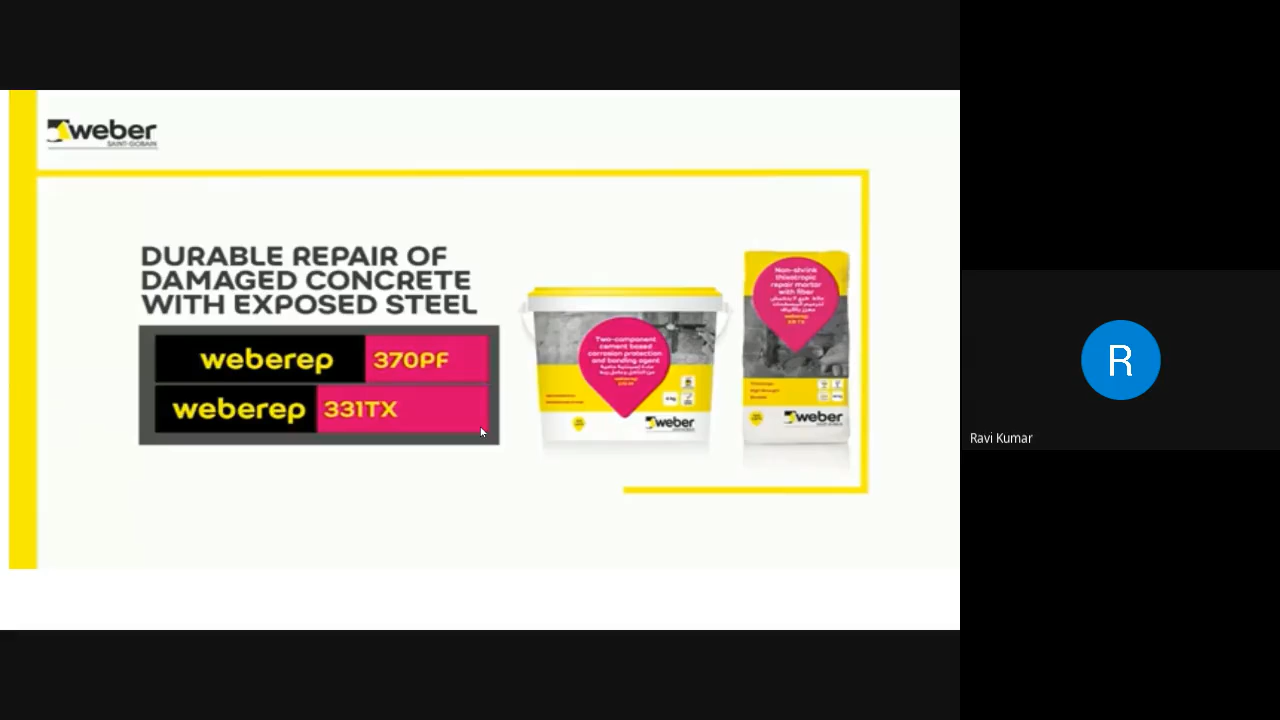 weber
SAINT-GOBAIN
DURABLE REPAIR OF
DAMAGED CONCRETE
WITH EXPOSED STEEL
weberep 370PF
weberep 331TX
Two-component
cement based
corrosion protection
and bonding agent
weber
Non-shrink
thixotropic
repair mortar
with fiber
weber
R
Ravi Kumar